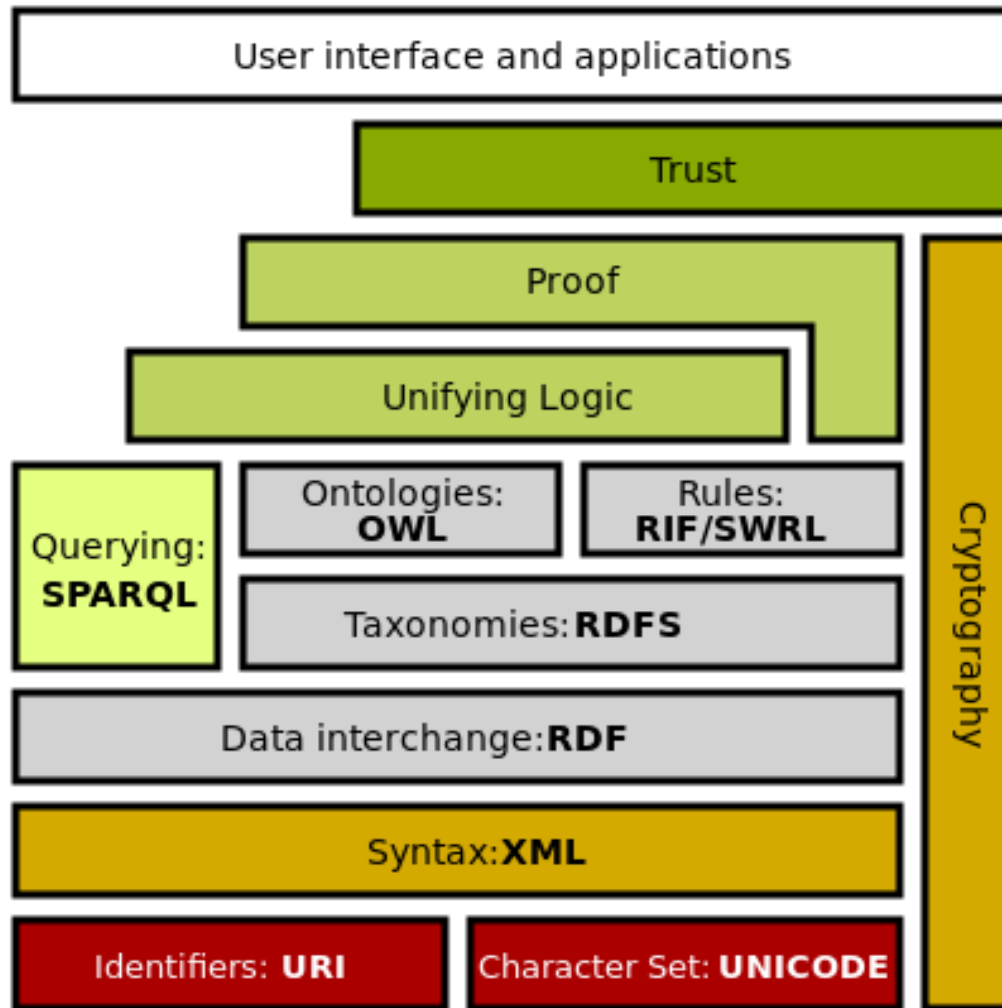 User interface and applications
Trust
Proof
Unifying Logic
Ontologies:
OWL
Rules:
RIF/SWRL
Querying:
SPARQL
Taxonomies: RDFS
Data interchange: RDF
Syntax: XML
Identifiers: URI
Character Set: UNICODE
Cryptography